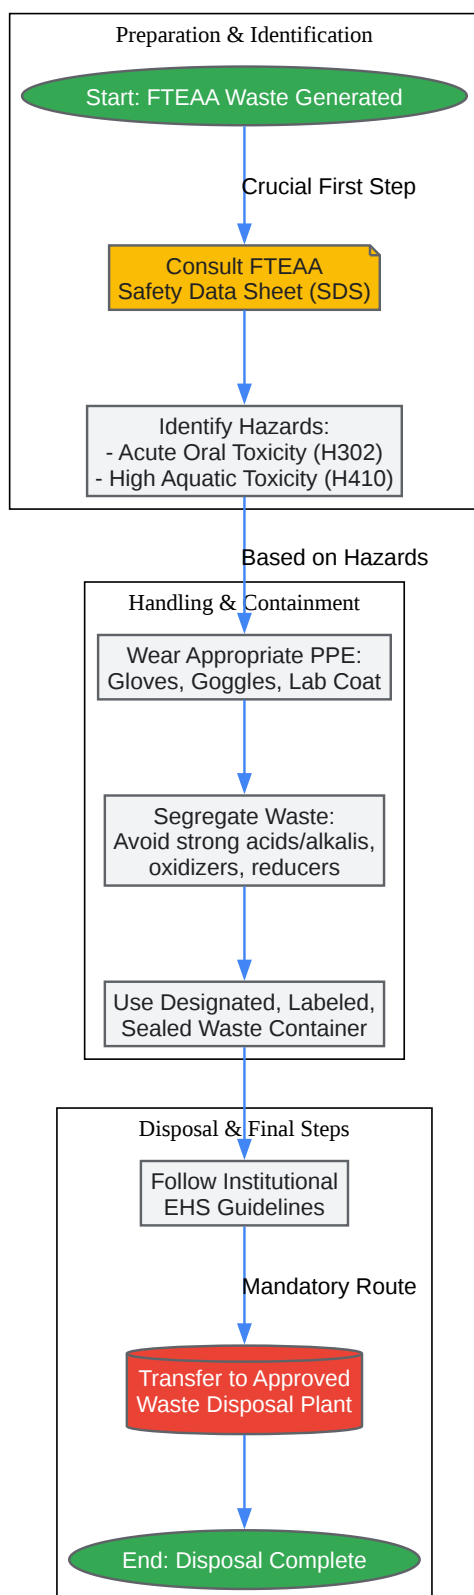 Preparation & Identification
Start: FTEAA Waste Generated
Crucial First Step
Consult FTEAA
Safety Data Sheet (SDS)
Identify Hazards:
- Acute Oral Toxicity (H302)
- High Aquatic Toxicity (H410)
Based on Hazards
Handling & Containment
Wear Appropriate PPE:
Gloves, Goggles, Lab Coat
Segregate Waste:
Avoid strong acids/alkalis,
oxidizers, reducers
Use Designated, Labeled,
Sealed Waste Container
Disposal & Final Steps
Follow Institutional
EHS Guidelines
Mandatory Route
Transfer to Approved
Waste Disposal Plant
End: Disposal Complete